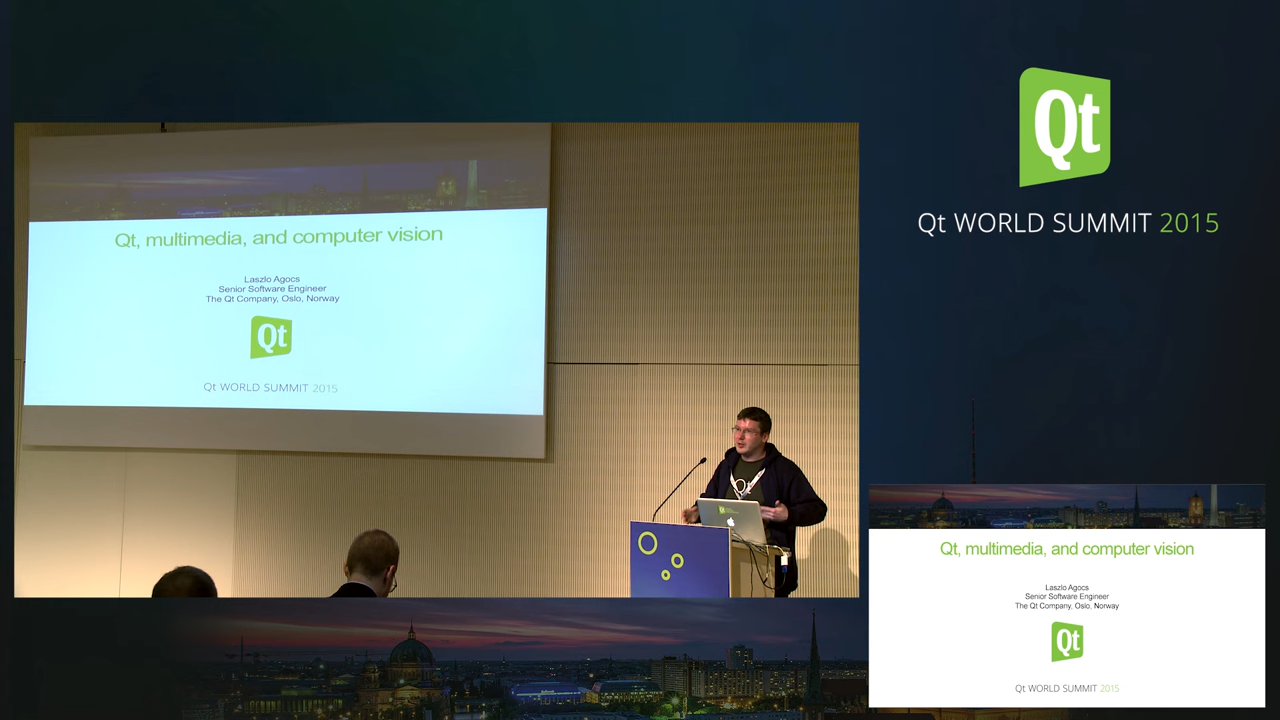 Qt
Qt WORLD SUMMIT 2015
Qt, multimedia, and computer vision
Laszlo Agocs
Senior Software Engineer
The Qt Company, Oslo, Norway
Qt
Qt WORLD SUMMIT 2015
Qt, multimedia, and computer vision
Laszlo Agocs
Senior Software Engineer
The Qt Company, Oslo, Norway
Qt
Qt WORLD SUMMIT 2015